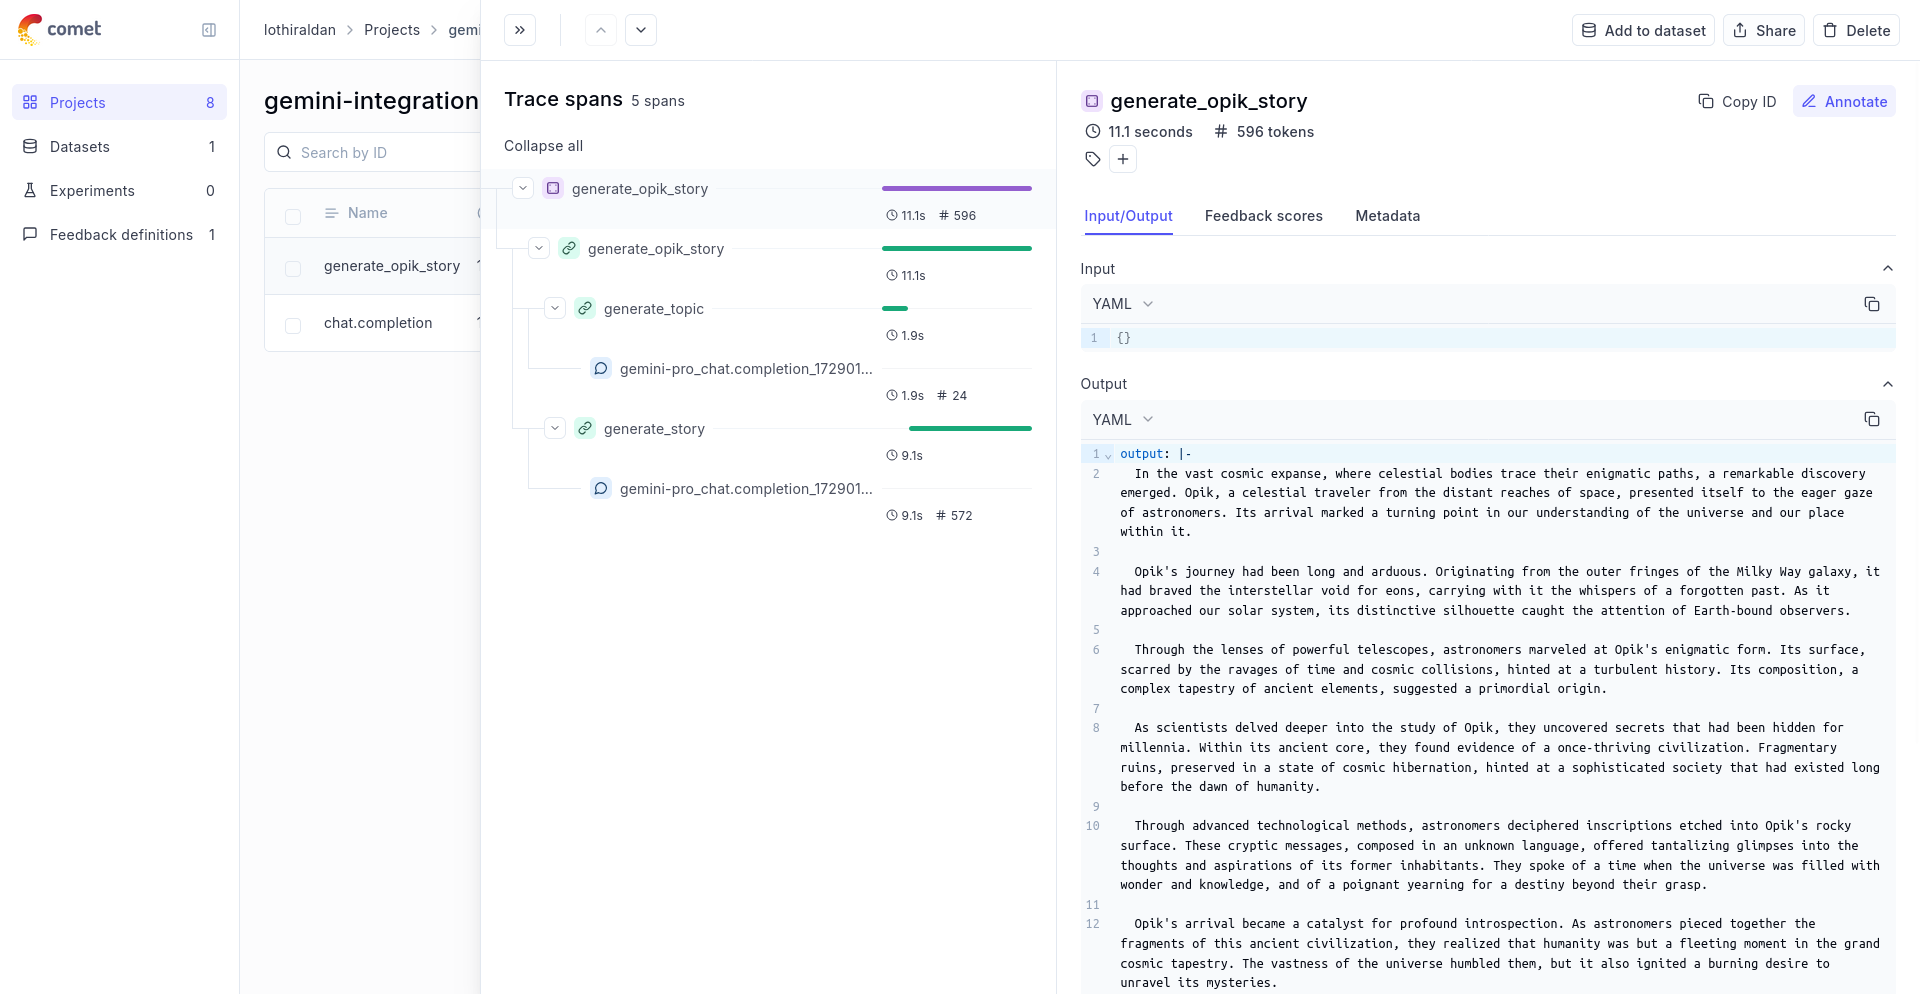 comet
lothiraldan > Projects > gemi
Add to dataset
Share
Delete
Projects 8
Datasets 1
Experiments 0
Feedback definitions 1
gemini-integration
Search by ID
Name
generate_opik_story
chat.completion
Trace spans 5 spans
Collapse all
generate_opik_story
11.1s # 596
generate_opik_story
11.1s
generate_topic
1.9s
gemini-pro_chat.completion_172901...
1.9s # 24
generate_story
9.1s
gemini-pro_chat.completion_172901...
9.1s # 572
generate_opik_story
Copy ID
Annotate
11.1 seconds # 596 tokens
Input/Output Feedback scores Metadata
Input
YAML
1 {}
Output
YAML
1 output: |-
2 In the vast cosmic expanse, where celestial bodies trace their enigmatic paths, a remarkable discovery
emerged. Opik, a celestial traveler from the distant reaches of space, presented itself to the eager gaze
of astronomers. Its arrival marked a turning point in our understanding of the universe and our place
within it.
3
4 Opik's journey had been long and arduous. Originating from the outer fringes of the Milky Way galaxy, it
had braved the interstellar void for eons, carrying with it the whispers of a forgotten past. As it
approached our solar system, its distinctive silhouette caught the attention of Earth-bound observers.
5
6 Through the lenses of powerful telescopes, astronomers marveled at Opik's enigmatic form. Its surface,
scarred by the ravages of time and cosmic collisions, hinted at a turbulent history. Its composition, a
complex tapestry of ancient elements, suggested a primordial origin.
7
8 As scientists delved deeper into the study of Opik, they uncovered secrets that had been hidden for
millennia. Within its ancient core, they found evidence of a once-thriving civilization. Fragmentary
ruins, preserved in a state of cosmic hibernation, hinted at a sophisticated society that had existed long
before the dawn of humanity.
9
10 Through advanced technological methods, astronomers deciphered inscriptions etched into Opik's rocky
surface. These cryptic messages, composed in an unknown language, offered tantalizing glimpses into the
thoughts and aspirations of its former inhabitants. They spoke of a time when the universe was filled with
wonder and knowledge, and of a poignant yearning for a destiny beyond their grasp.
11
12 Opik's arrival became a catalyst for profound introspection. As astronomers pieced together the
fragments of this ancient civilization, they realized that humanity was but a fleeting moment in the grand
cosmic tapestry. The vastness of the universe humbled them, but it also ignited a burning desire to
unravel its mysteries.